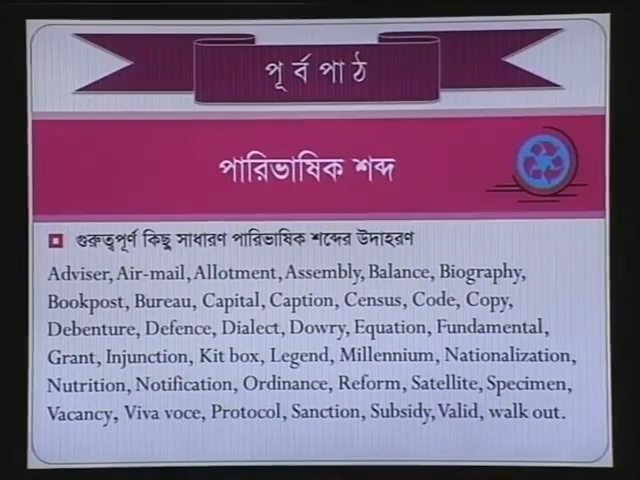 পূর্ব পাঠ
পারিভাষিক শব্দ
গুরুত্বপূর্ণ কিছু সাধারণ পারিভাষিক শব্দের উদাহরণ
Adviser, Air-mail, Allotment, Assembly, Balance, Biography,
Bookpost, Bureau, Capital, Caption, Census, Code, Copy,
Debenture, Defence, Dialect, Dowry, Equation, Fundamental,
Grant, Injunction, Kit box, Legend, Millennium, Nationalization,
Nutrition, Notification, Ordinance, Reform, Satellite, Specimen,
Vacancy, Viva voce, Protocol, Sanction, Subsidy, Valid, walk out.